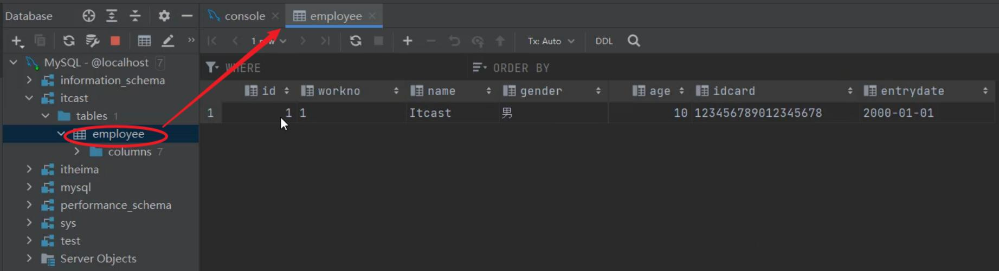 Database
console
employee
1 row
Tx: Auto
DDL
MySQL - @localhost 7
WHERE
ORDER BY
information_schema
itcast
id workno name gender age idcard entrydate
tables 1
1 1 1 Itcast 男 10 123456789012345678 2000-01-01
employee
columns 7
itheima
mysql
performance_schema
sys
test
Server Objects